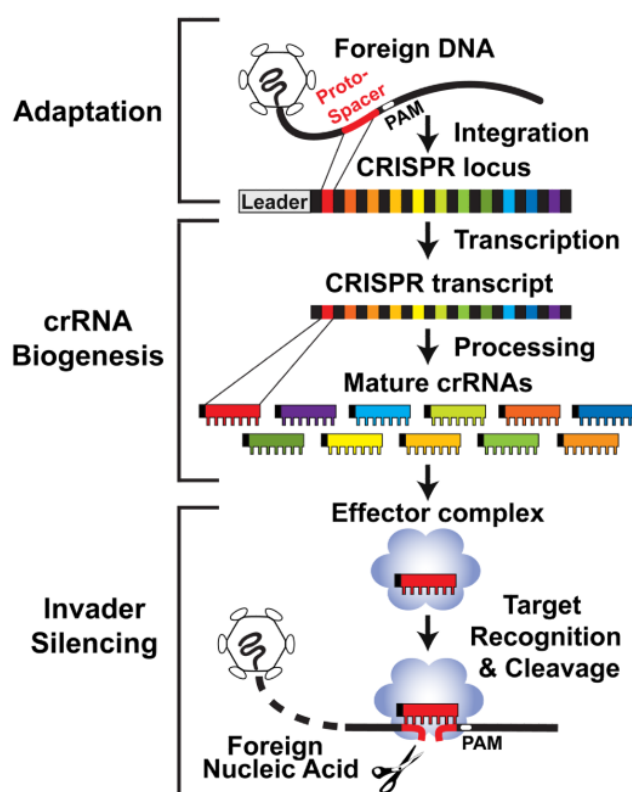 Foreign DNA
Adaptation
Proto-
Spacer
PAM
Integration
CRISPR locus
Leader
Transcription
CRISPR transcript
crRNA
Biogenesis
Processing
Mature crRNAs
Effector complex
Invader
Silencing
Target
Recognition
& Cleavage
PAM
Foreign
Nucleic Acid